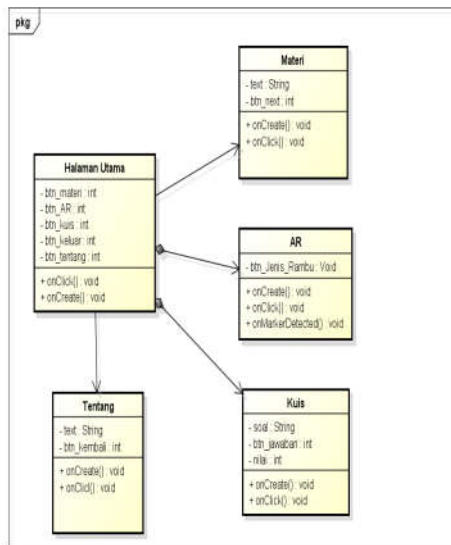 pkg
Materi
- text : String
- btn_next : int
+ onCreate() : void
+ onClick() : void
Halaman Utama
- btn_materi : int
- btn_AR : int
- btn_kuis : int
- btn_keluar : int
- btn_tentang : int
+ onClick() : void
+ onCreate() : void
AR
- btn_Jenis_Rambu : Void
+ onCreate() : void
+ onClick() : void
+ onMarkerDetected() : void
Tentang
- text : String
- btn_kembali : int
+ onCreate() : void
+ onClicl() : void
Kuis
- soal : String
- btn_jawaban : int
- nilai : int
+ onCreate() : void
+ onClick() : void